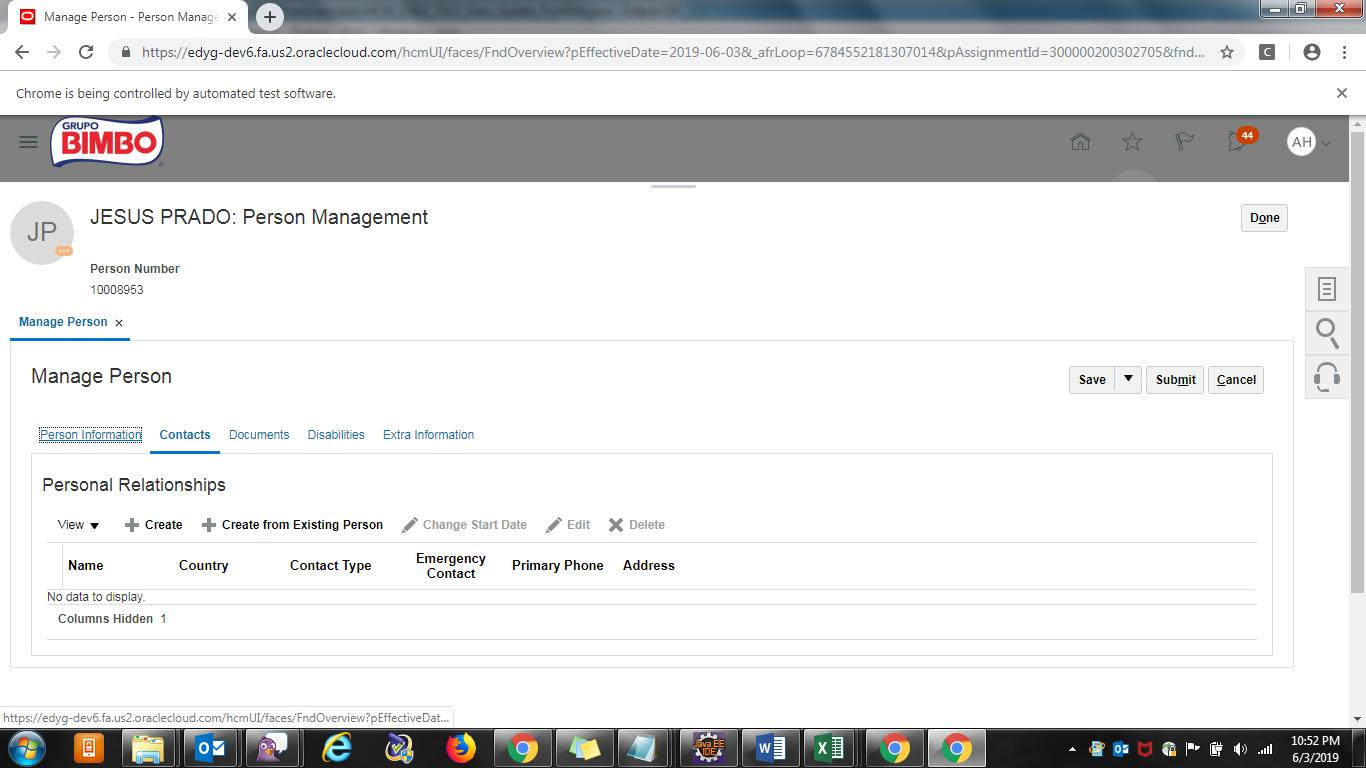 Manage Person - Person Manage
https://edyg-dev6.fa.us2.oraclecloud.com/hcmUI/faces/FndOverview?pEffectiveDate=2019-06-03&_afrLoop=6784552181307014&pAssignmentId=300000200302705&fnd...
C
Chrome is being controlled by automated test software.
GRUPO
BIMBO
44
AH
JP
JESUS PRADO: Person Management
Done
Person Number
10008953
Manage Person
Manage Person
Save
Submit
Cancel
Person Information
Contacts
Documents
Disabilities
Extra Information
Personal Relationships
View
Create
Create from Existing Person
Change Start Date
Edit
Delete
Name
Country
Contact Type
Emergency
Contact
Primary Phone
Address
No data to display.
Columns Hidden 1
https://edyg-dev6.fa.us2.oraclecloud.com/hcmUI/faces/FndOverview?pEffectiveDat...
Java EE
IDE
10:52 PM
6/3/2019